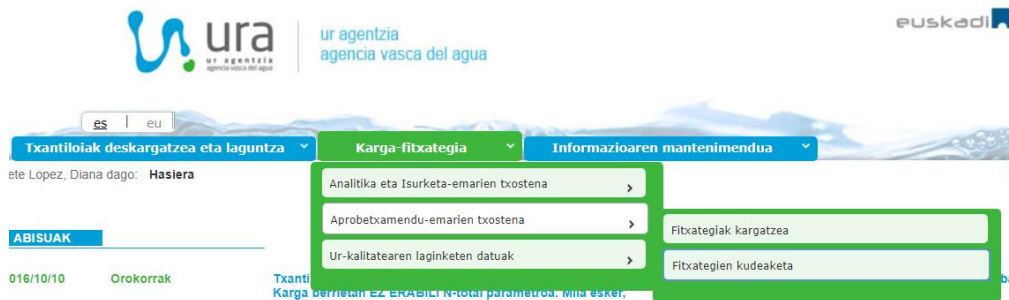 ura
ur agentzia
agencia vasca del agua
ur agentzia
agencia vasca del agua
euskadi
es | eu
Txantiloiak deskargatzea eta laguntza
Karga-fitxategia
Informazioaren mantenimendua
ete Lopez, Diana dago: Hasiera
Analitika eta Isurketa-emarien txostena
Aprobetxamendu-emarien txostena
Ur-kalitatearen laginketen datuak
Fitxategiak kargatzea
Fitxategien kudeaketa
ABISUAK
016/10/10
Orokorrak
Txanti
Karga berrietan EZ ERABILI N-total parametroa. Mila esker,